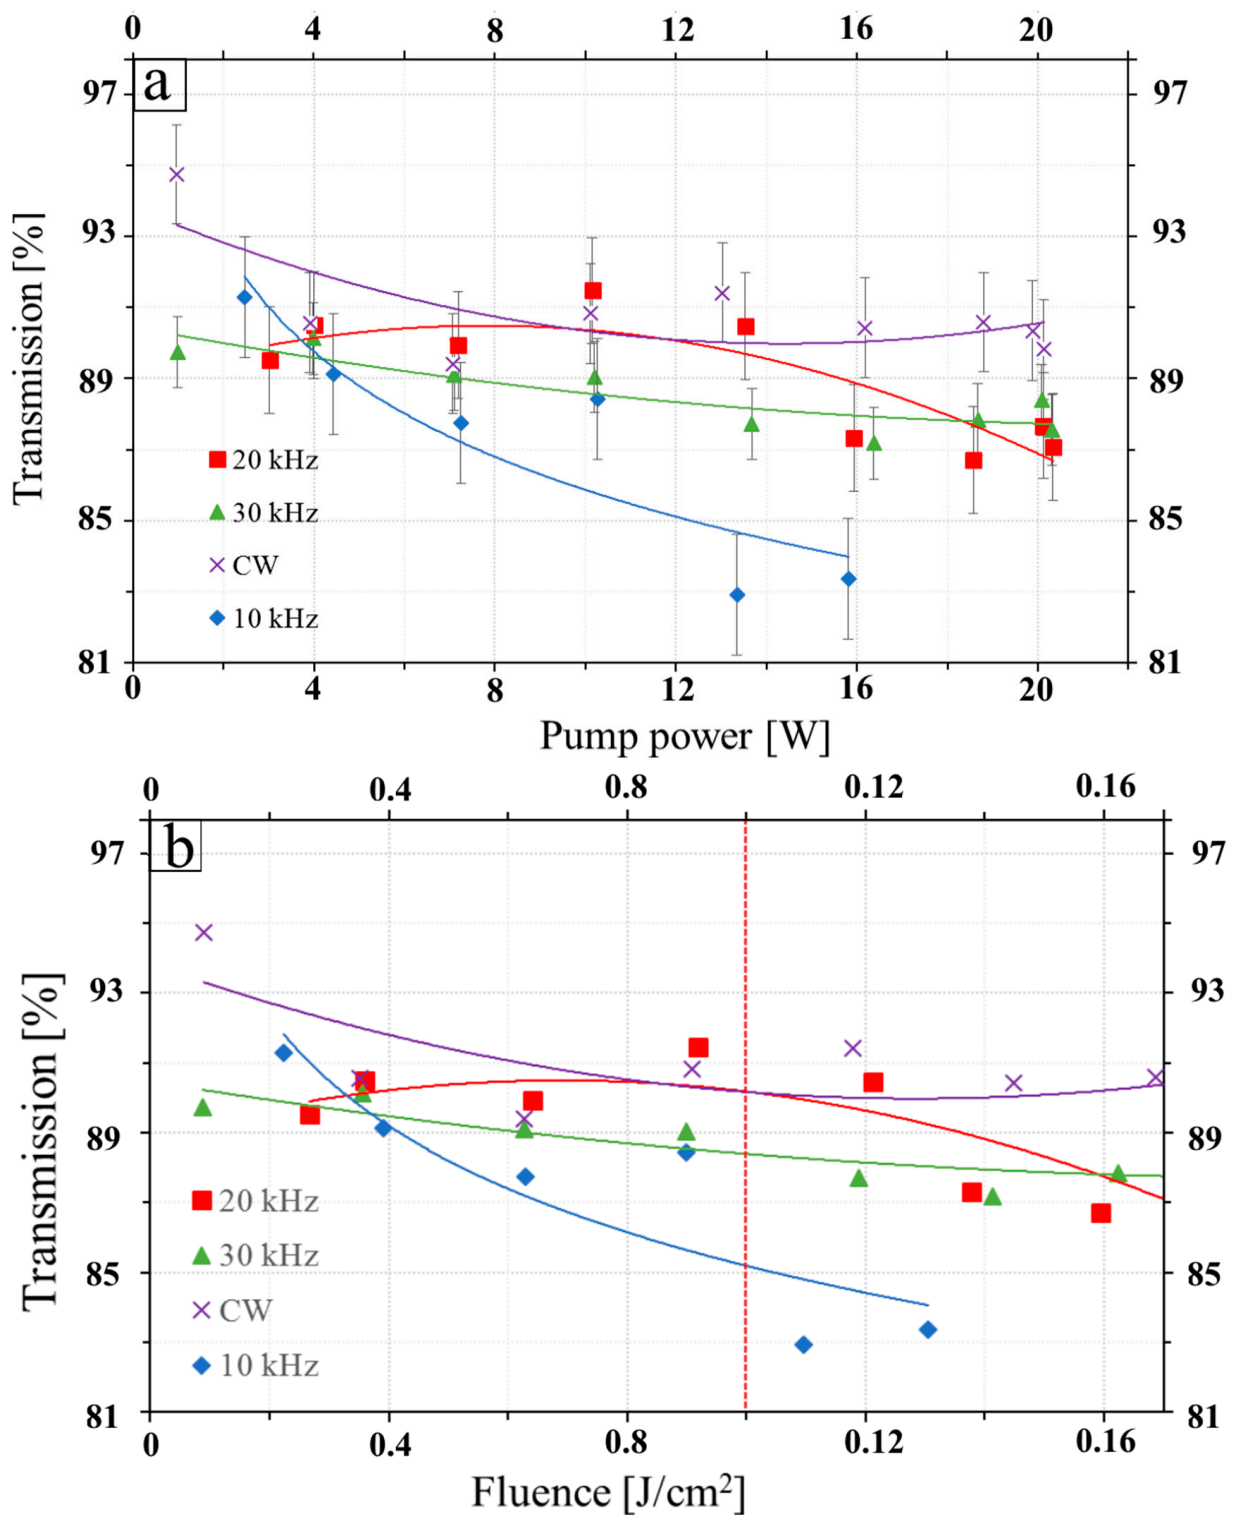 0 4 8 12 16 20
a
97 97
93 93
89 89
85 85
81 81
Transmission [%]
20 kHz
30 kHz
CW
10 kHz
0 4 8 12 16 20
Pump power [W]
0 0.4 0.8 0.12 0.16
b
97 97
93 93
89 89
85 85
81 81
Transmission [%]
20 kHz
30 kHz
CW
10 kHz
0 0.4 0.8 0.12 0.16
Fluence [J/cm²]